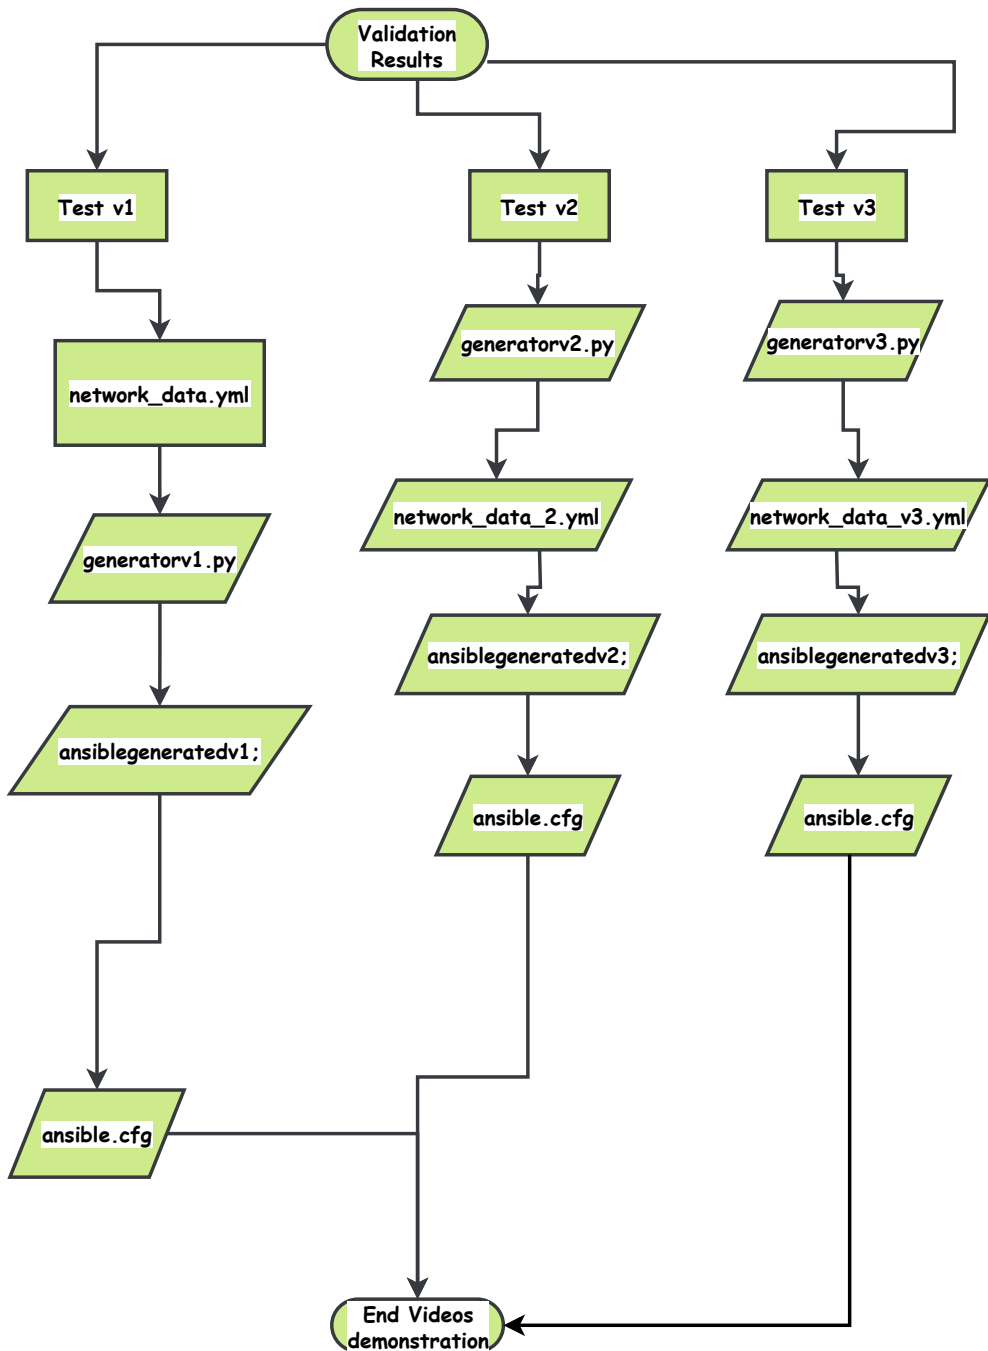 Validation
Results
Test v1
Test v2
Test v3
generatorv2.py
generatorv3.py
network_data.yml
network_data_2.yml
network_data_v3.yml
generatorv1.py
ansiblegeneratedv2;
ansiblegeneratedv3;
ansiblegeneratedv1;
ansible.cfg
ansible.cfg
ansible.cfg
End Videos
demonstration